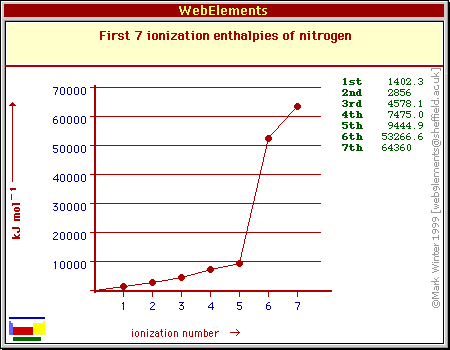 WebElements
First 7 ionization enthalpies of nitrogen
70000
60000
50000
40000
30000
20000
10000
kJ mol⁻¹
1 2 3 4 5 6 7
ionization number →
1st 1402.3
2nd 2856
3rd 4578.1
4th 7475.0
5th 9444.9
6th 53266.6
7th 64360
©Mark Winter 1999 [webelements@sheffield.ac.uk]